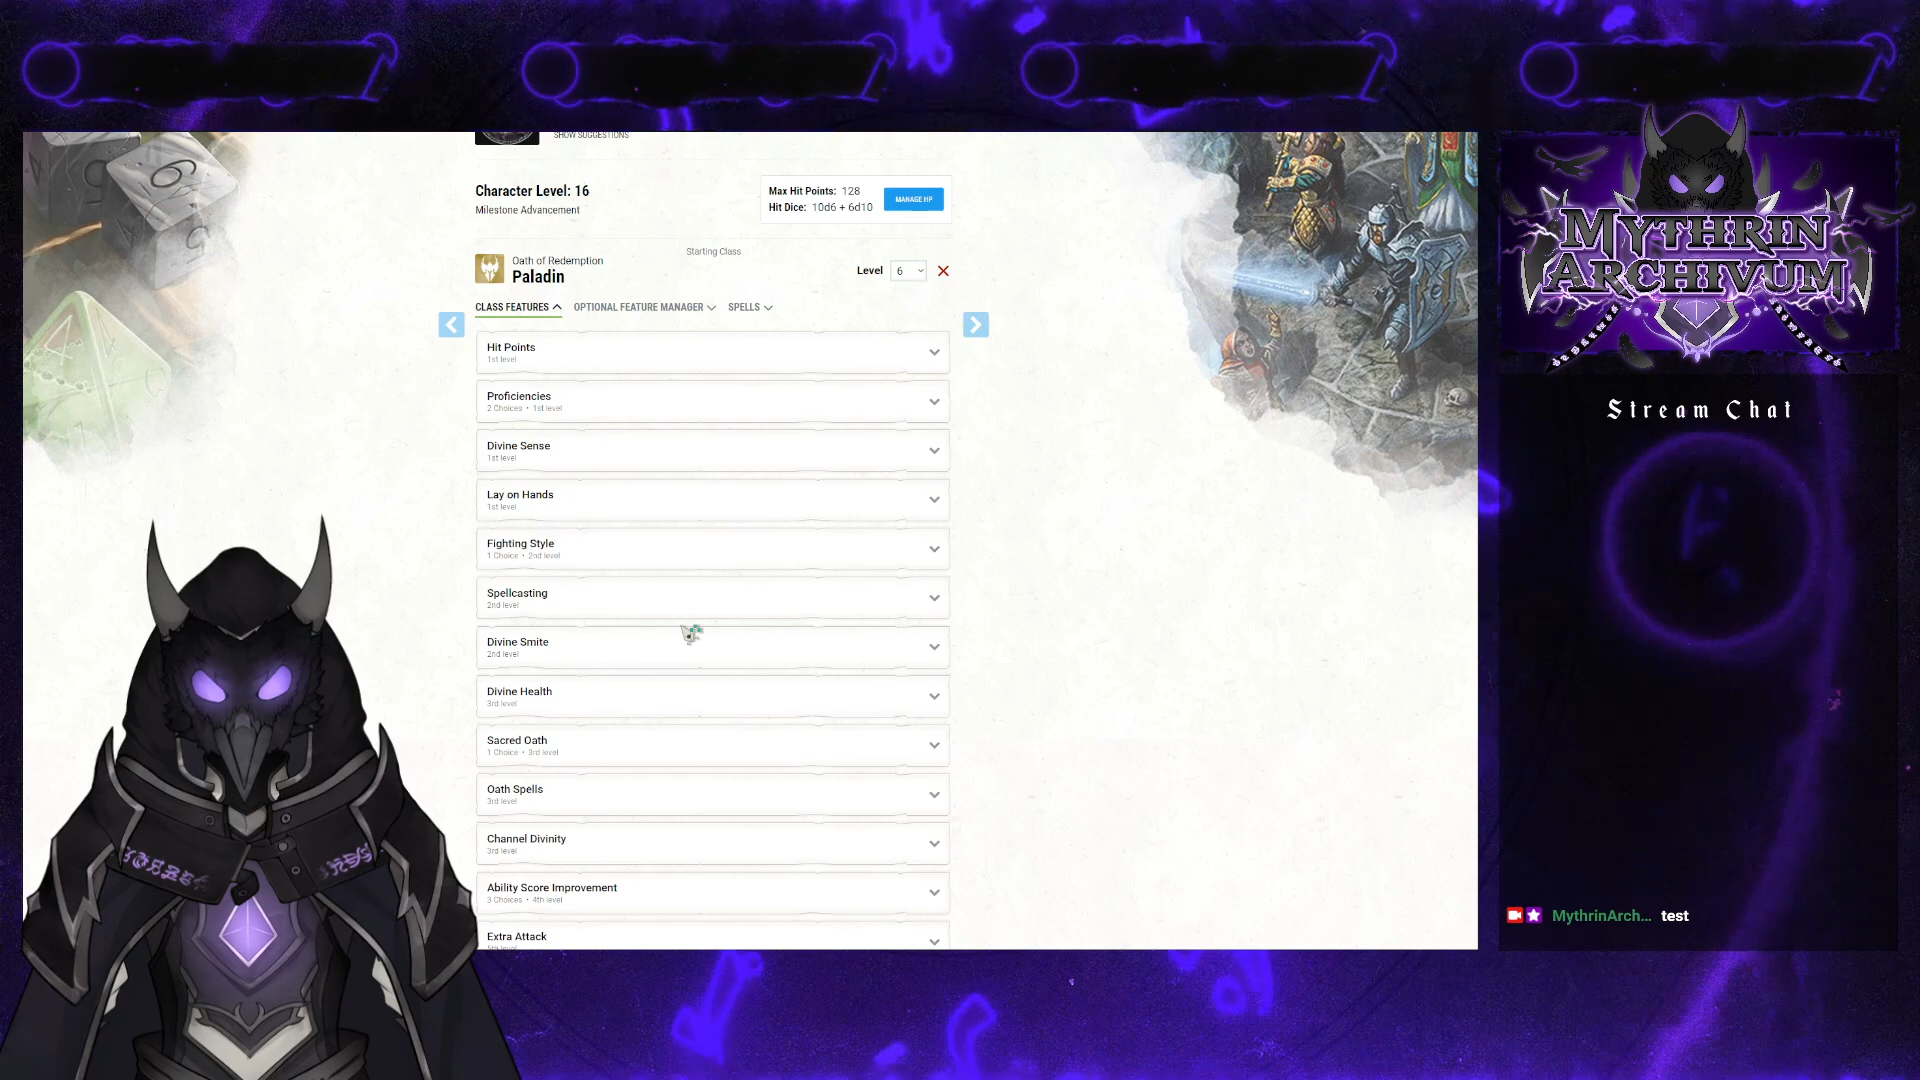 SHOW SUGGESTIONS
Character Level: 16
Milestone Advancement
Max Hit Points: 128
Hit Dice: 10d6 + 6d10
MANAGE HP
Starting Class
Oath of Redemption
Paladin
Level 6
CLASS FEATURES
OPTIONAL FEATURE MANAGER
SPELLS
Hit Points
1st level
Proficiencies
2 Choices • 1st level
Divine Sense
1st level
Lay on Hands
1st level
Fighting Style
1 Choice • 2nd level
Spellcasting
2nd level
Divine Smite
2nd level
Divine Health
3rd level
Sacred Oath
1 Choice • 3rd level
Oath Spells
3rd level
Channel Divinity
3rd level
Ability Score Improvement
3 Choices • 4th level
Extra Attack
MYTHRIN
ARCHIVUM
Stream Chat
MythrinArch... test